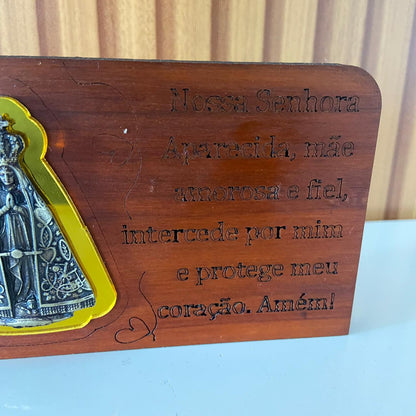 Nossa Senhora
Aparecida, mãe
amorosa e fiel,
intercede por mim
e protege meu
coração. Amém!